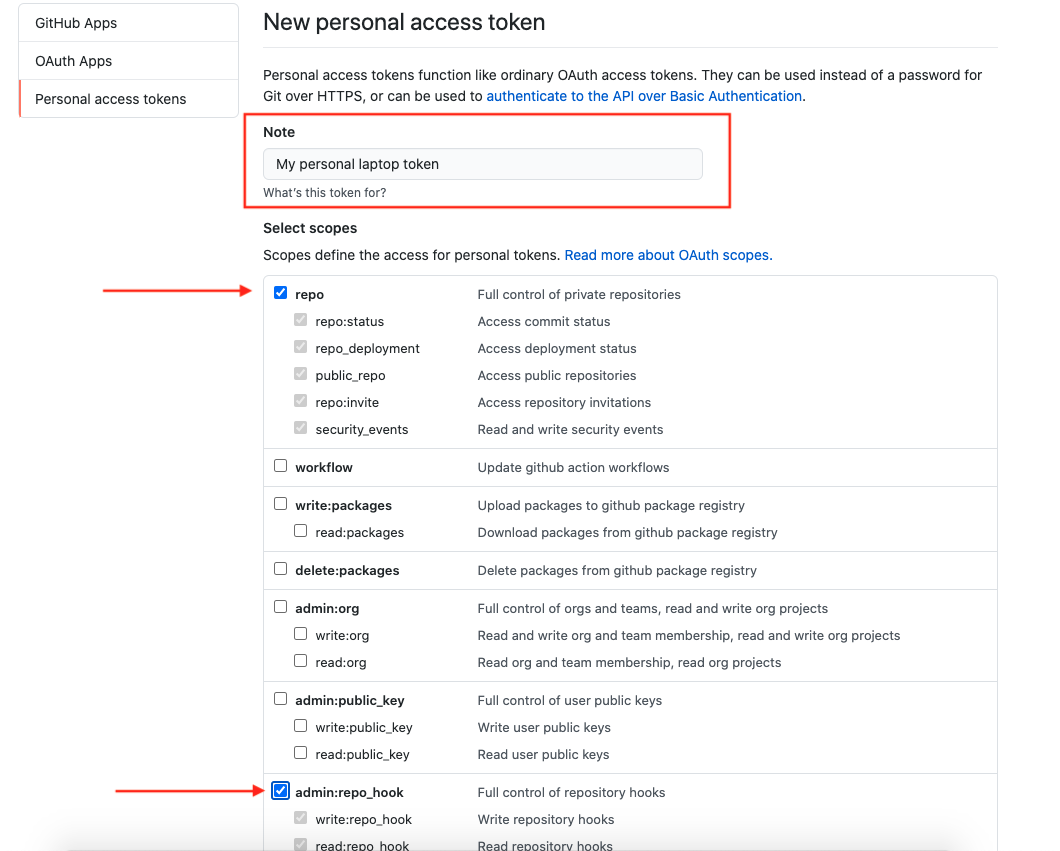 GitHub Apps
OAuth Apps
Personal access tokens
New personal access token
Personal access tokens function like ordinary OAuth access tokens. They can be used instead of a password for
Git over HTTPS, or can be used to authenticate to the API over Basic Authentication.
Note
My personal laptop token
What's this token for?
Select scopes
Scopes define the access for personal tokens. Read more about OAuth scopes.
repo Full control of private repositories
repo:status Access commit status
repo_deployment Access deployment status
public_repo Access public repositories
repo:invite Access repository invitations
security_events Read and write security events
workflow Update github action workflows
write:packages Upload packages to github package registry
read:packages Download packages from github package registry
delete:packages Delete packages from github package registry
admin:org Full control of orgs and teams, read and write org projects
write:org Read and write org and team membership, read and write org projects
read:org Read org and team membership, read org projects
admin:public_key Full control of user public keys
write:public_key Write user public keys
read:public_key Read user public keys
admin:repo_hook Full control of repository hooks
write:repo_hook Write repository hooks
read:repo_hook Read repository hooks